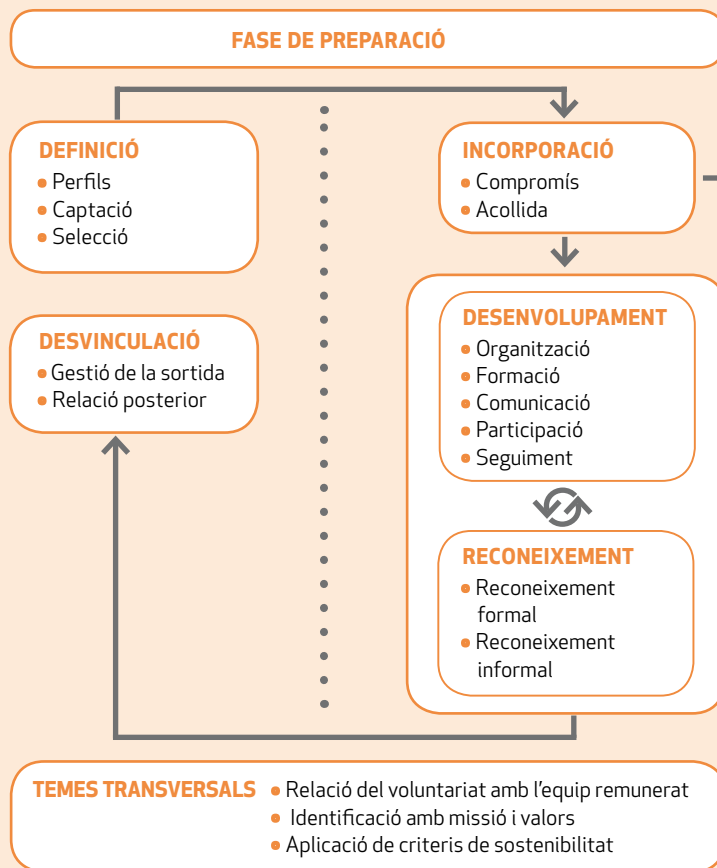 FASE DE PREPARACIÓ
DEFINICIÓ
Perfils
Captació
Selecció
INCORPORACIÓ
Compromís
Acollida
DESVINCULACIÓ
Gestió de la sortida
Relació posterior
DESENVOLUPAMENT
Organització
Formació
Comunicació
Participació
Seguiment
RECONEIXEMENT
Reconeixement
formal
Reconeixement
informal
TEMES TRANSVERSALS
Relació del voluntariat amb l'equip remunerat
Identificació amb missió i valors
Aplicació de criteris de sostenibilitat